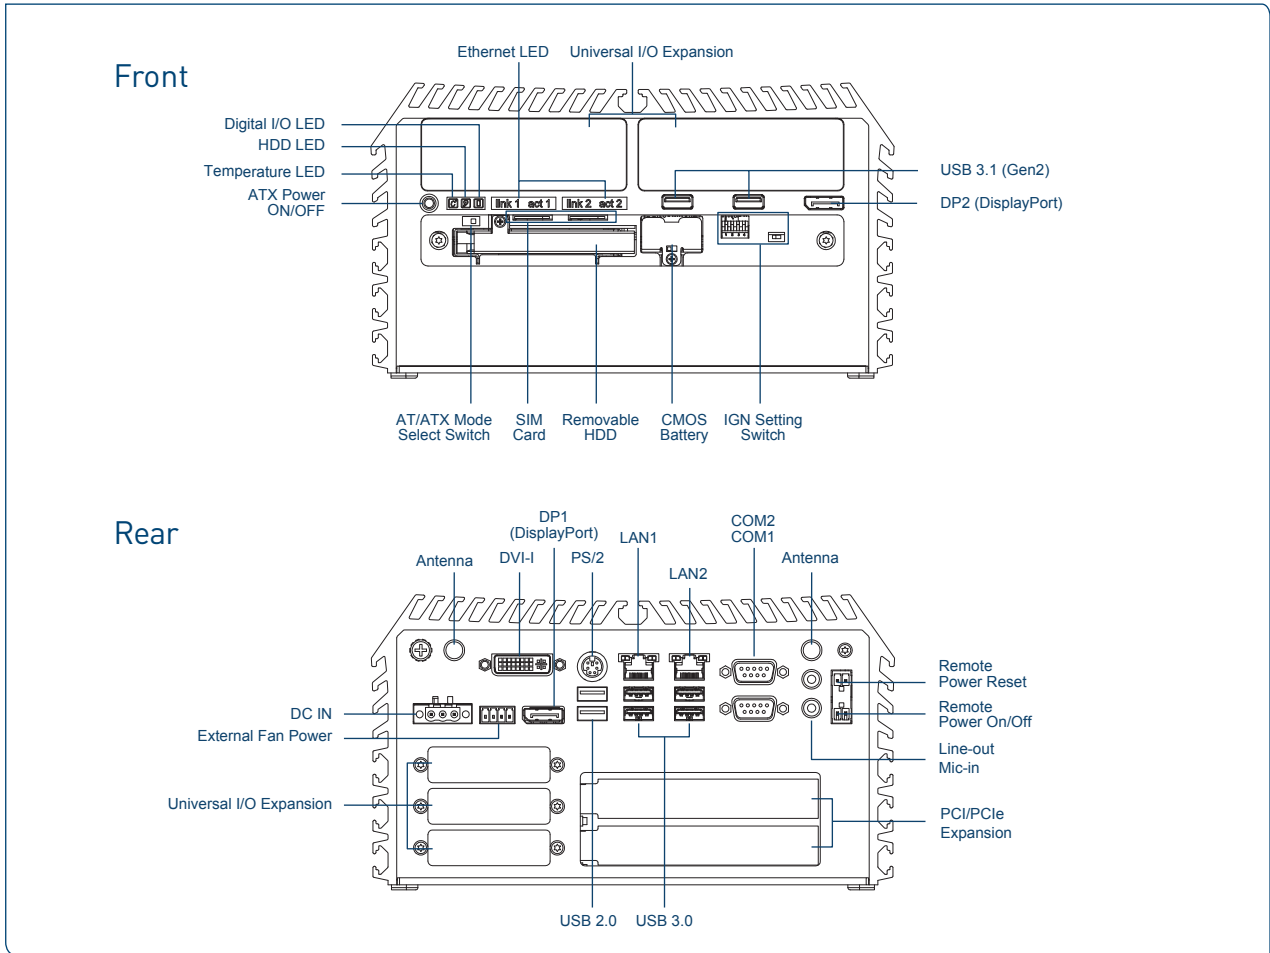 Front
Ethernet LED
Universal I/O Expansion
Digital I/O LED
HDD LED
Temperature LED
ATX Power
ON/OFF
link 1 act 1
link 2 act 2
USB 3.1 (Gen2)
DP2 (DisplayPort)
AT/ATX Mode
Select Switch
SIM
Card
Removable
HDD
CMOS
Battery
IGN Setting
Switch
Rear
Antenna
DVI-I
DP1
(DisplayPort)
PS/2
LAN1
LAN2
COM2
COM1
Antenna
DC IN
External Fan Power
Universal I/O Expansion
Remote
Power Reset
Remote
Power On/Off
Line-out
Mic-in
PCI/PCIe
Expansion
USB 2.0
USB 3.0